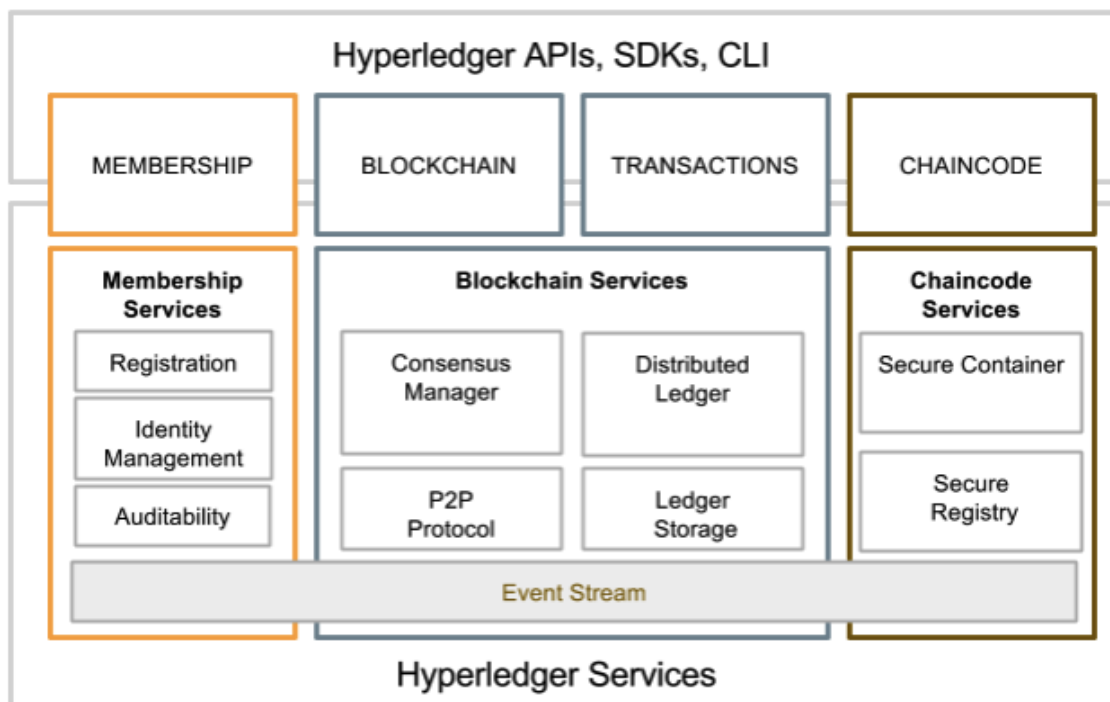 Hyperledger APIs, SDKs, CLI
MEMBERSHIP
BLOCKCHAIN
TRANSACTIONS
CHAINCODE
Membership
Services
Registration
Identity
Management
Auditability
Blockchain Services
Consensus
Manager
Distributed
Ledger
P2P
Protocol
Ledger
Storage
Chaincode
Services
Secure Container
Secure
Registry
Event Stream
Hyperledger Services